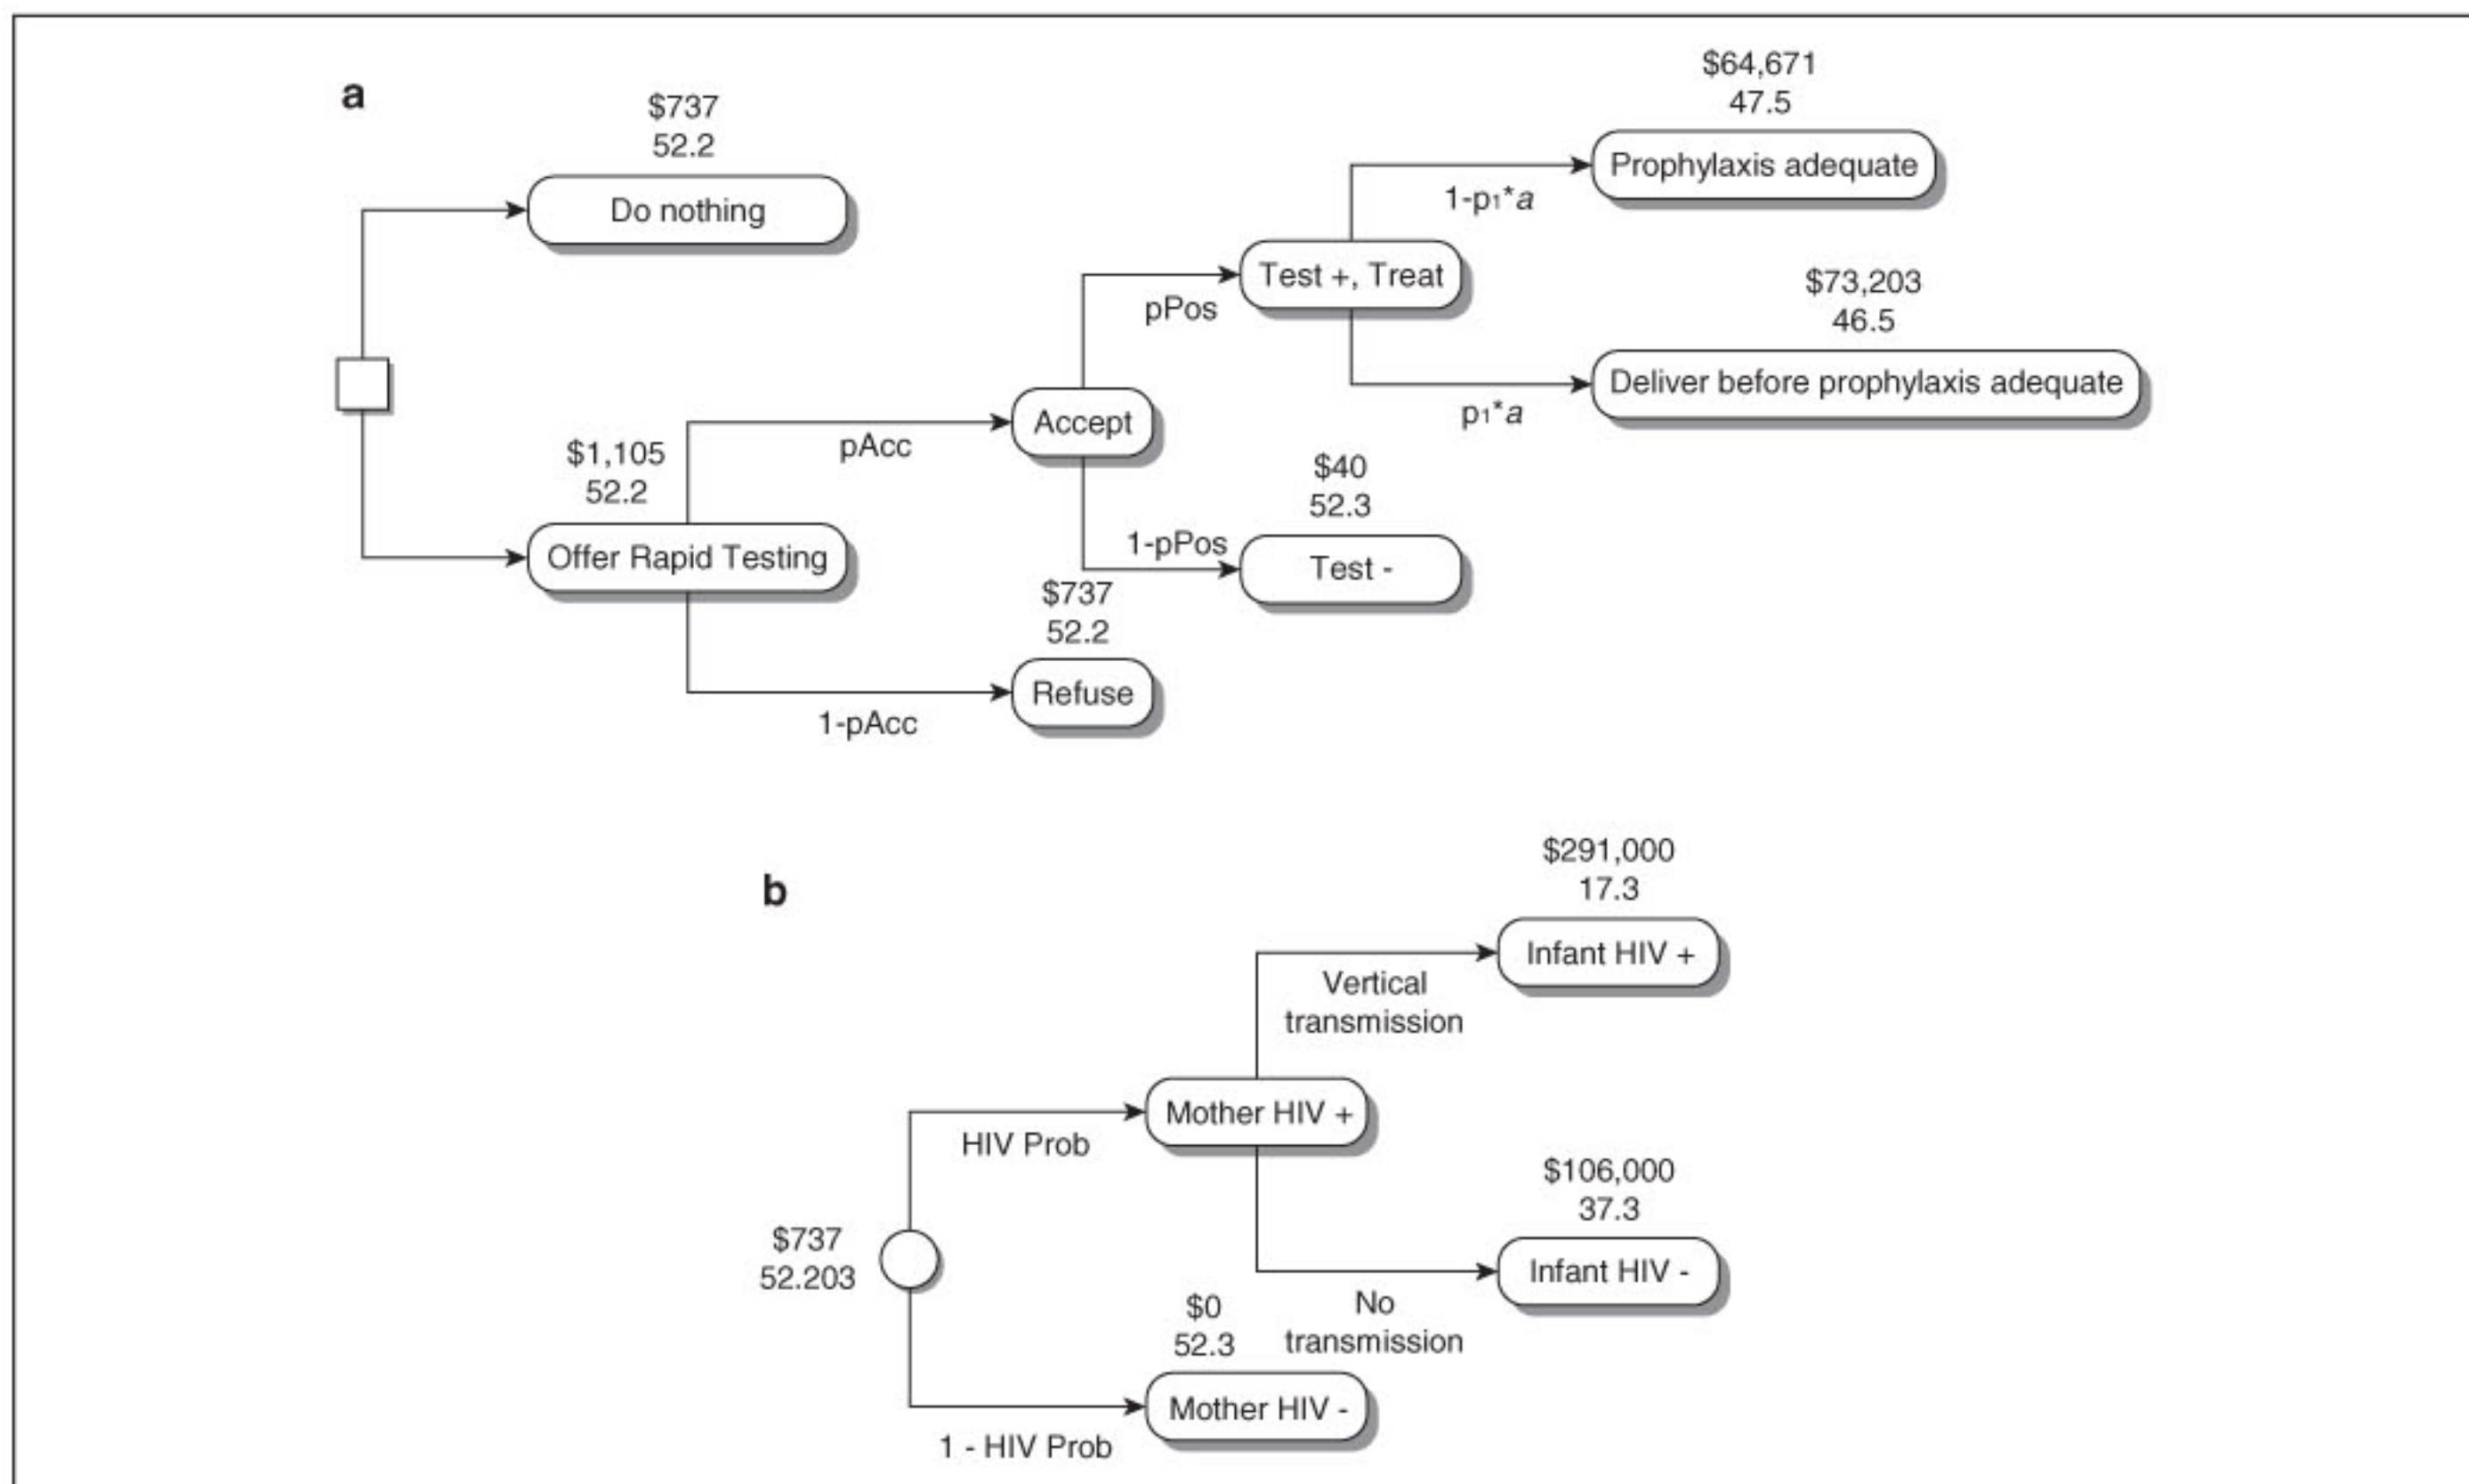 a
$737
52.2
Do nothing
$64,671
47.5
Prophylaxis adequate
1-p₁*a
Test +, Treat
pPos
$73,203
46.5
Deliver before prophylaxis adequate
p₁*a
Accept
pAcc
$1,105
52.2
Offer Rapid Testing
$40
52.3
1-pPos
Test -
$737
52.2
Refuse
1-pAcc
b
$291,000
17.3
Infant HIV +
Vertical
transmission
Mother HIV +
HIV Prob
$106,000
37.3
Infant HIV -
No
transmission
$737
52.203
$0
52.3
Mother HIV -
1 - HIV Prob